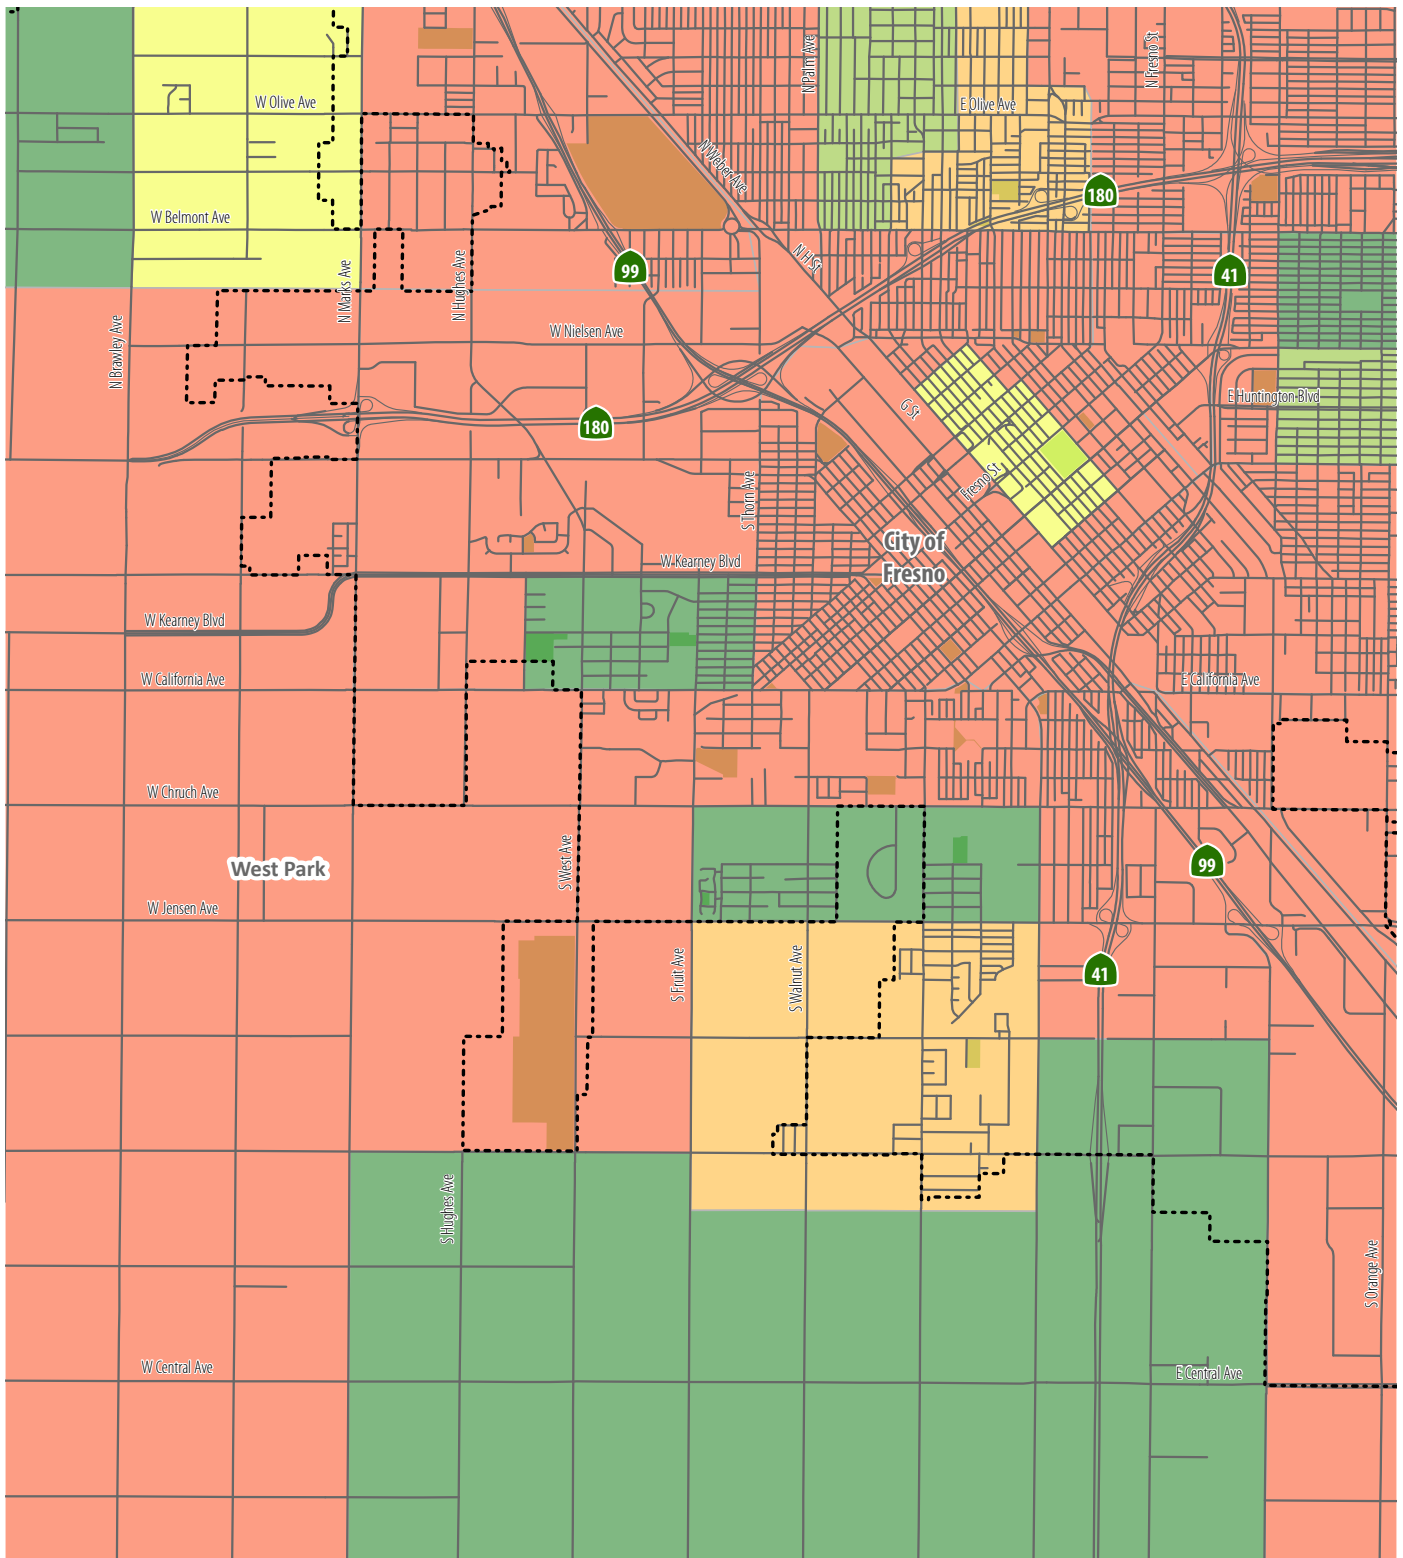 N Palm Ave
N Fresno St
W Olive Ave
E Olive Ave
N Weber Ave
180
W Belmont Ave
N H St
99
41
N Marks Ave
N Hughes Ave
N Brawley Ave
W Nielsen Ave
E Huntington Blvd
G St
180
Fresno St
S Thorn Ave
City of
Fresno
W Kearney Blvd
W Kearney Blvd
W California Ave
E California Ave
W Chruch Ave
S West Ave
99
West Park
W Jensen Ave
S Fruit Ave
S Walnut Ave
41
S Hughes Ave
S Orange Ave
W Central Ave
E Central Ave